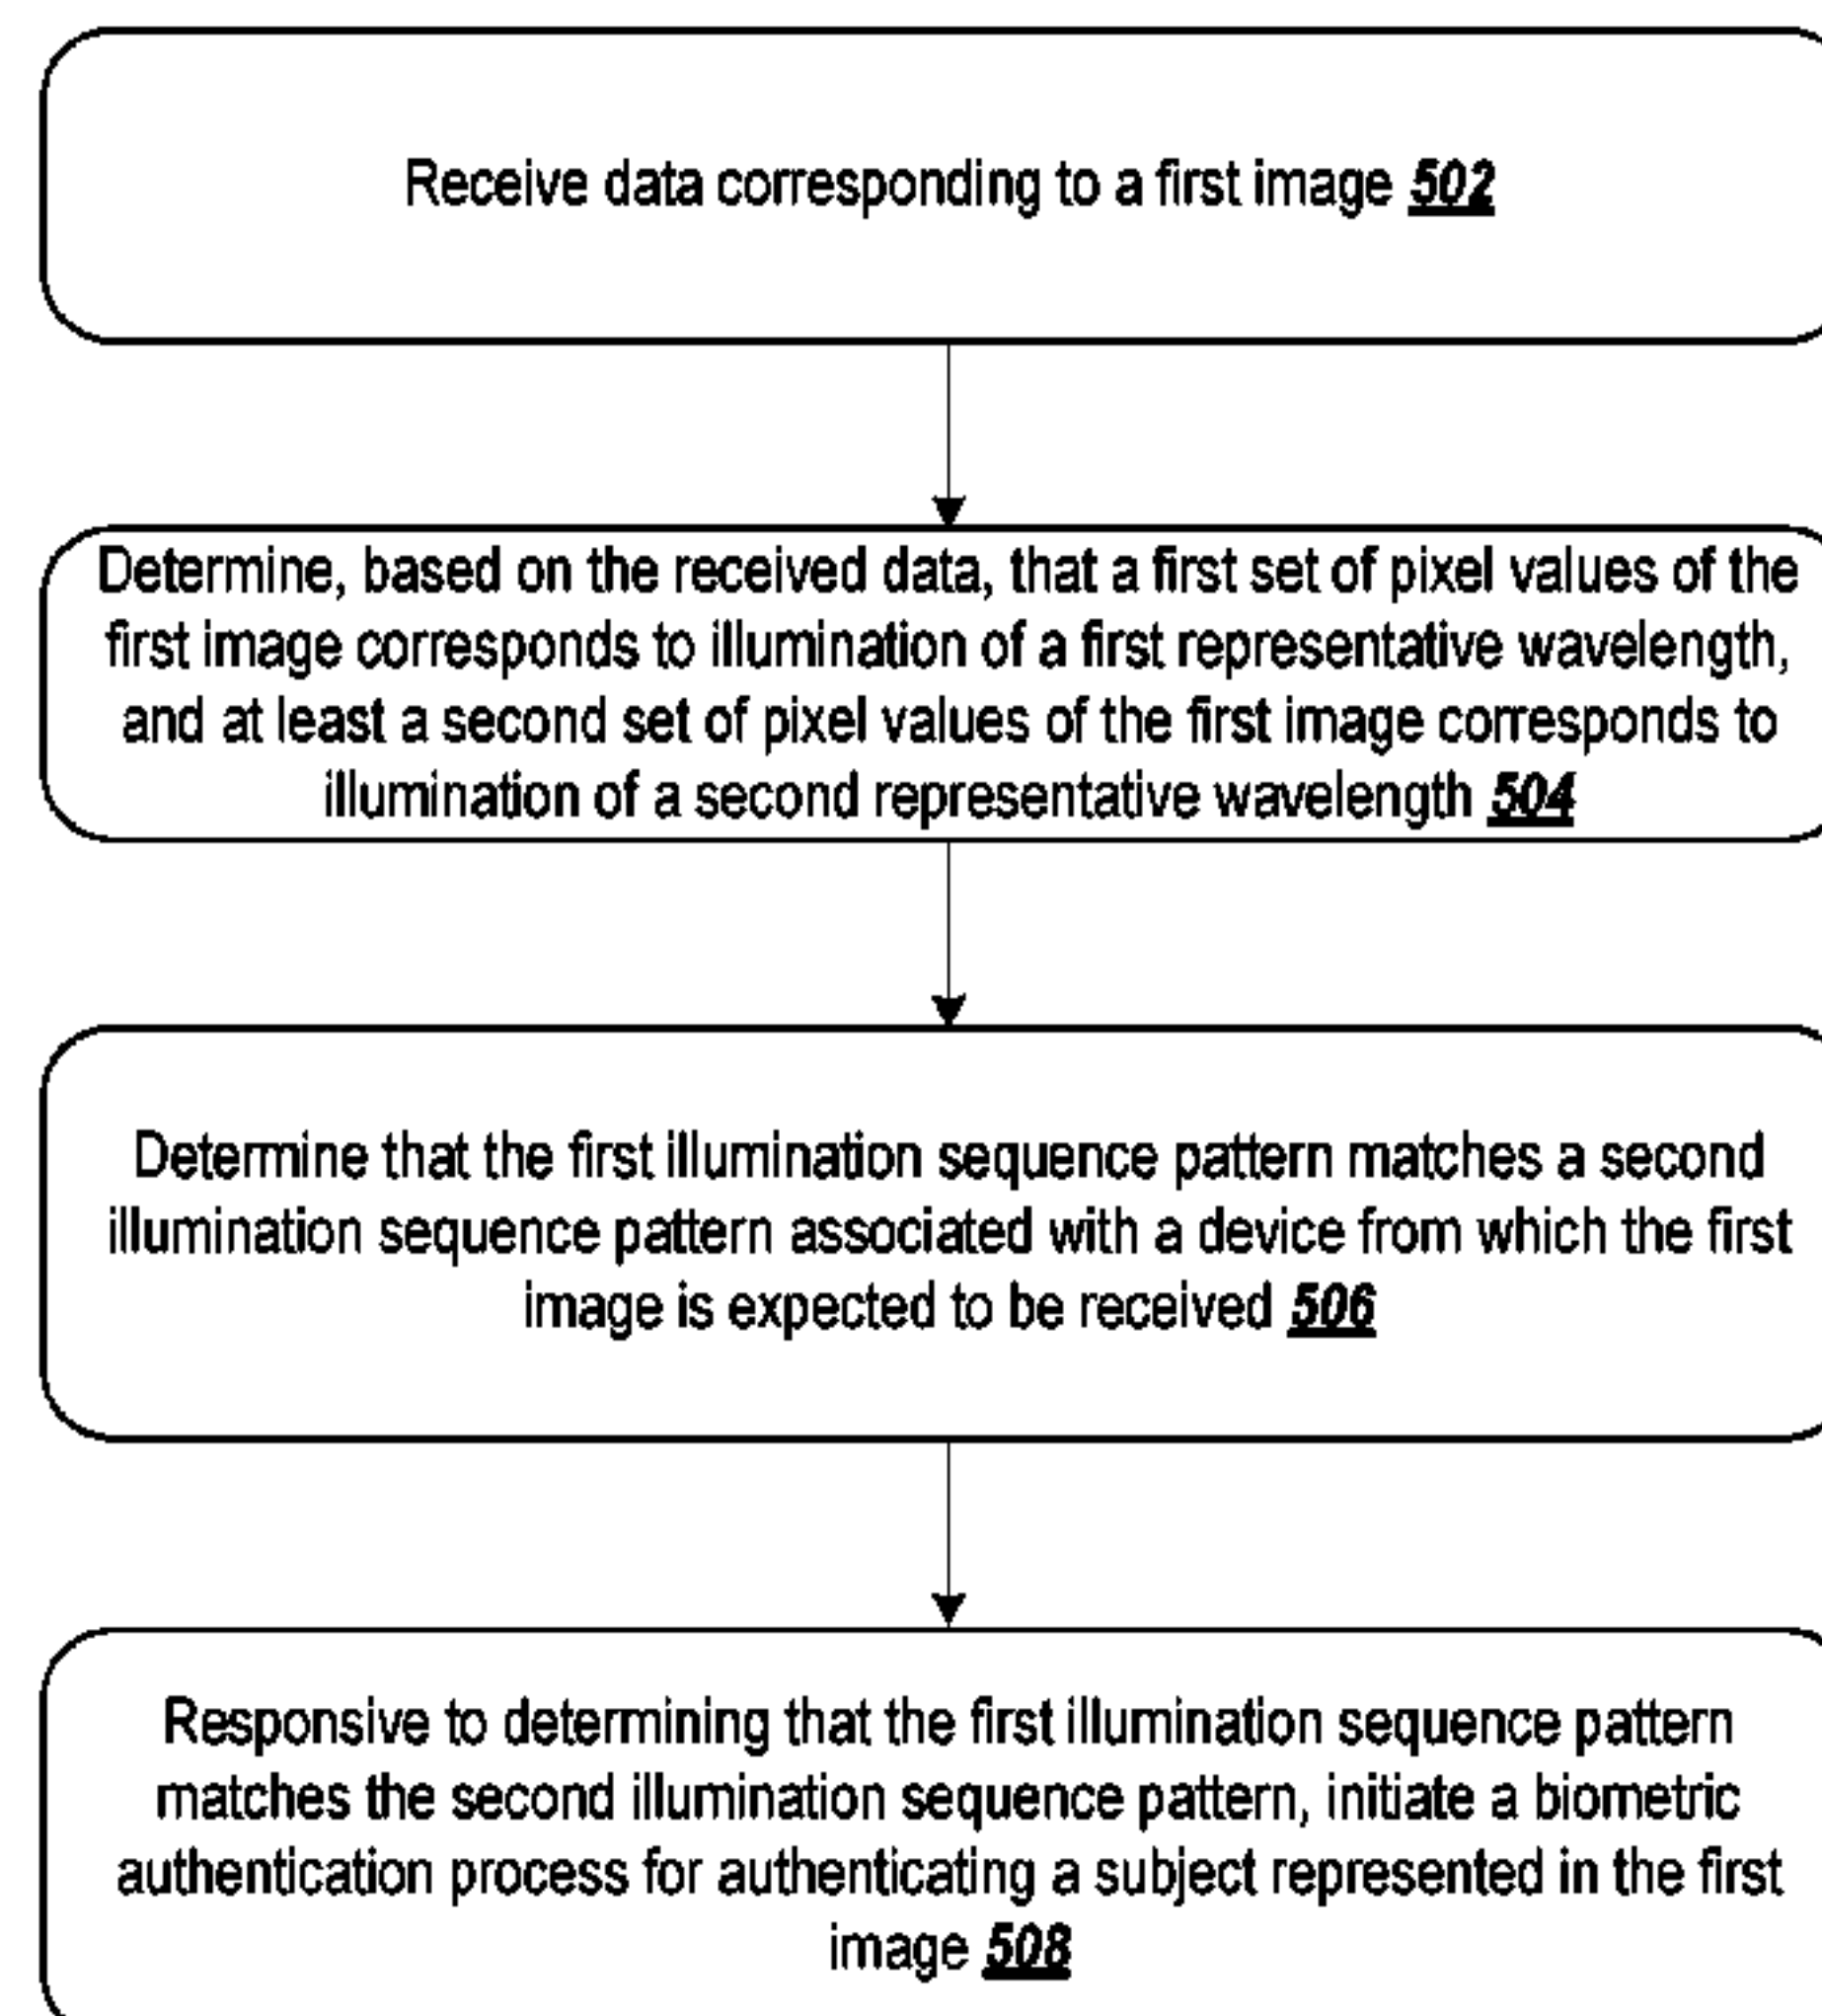 Receive data corresponding to a first image 502
Determine, based on the received data, that a first set of pixel values of the
first image corresponds to illumination of a first representative wavelength,
and at least a second set of pixel values of the first image corresponds to
illumination of a second representative wavelength 504
Determine that the first illumination sequence pattern matches a second
illumination sequence pattern associated with a device from which the first
image is expected to be received 506
Responsive to determining that the first illumination sequence pattern
matches the second illumination sequence pattern, initiate a biometric
authentication process for authenticating a subject represented in the first
image 508